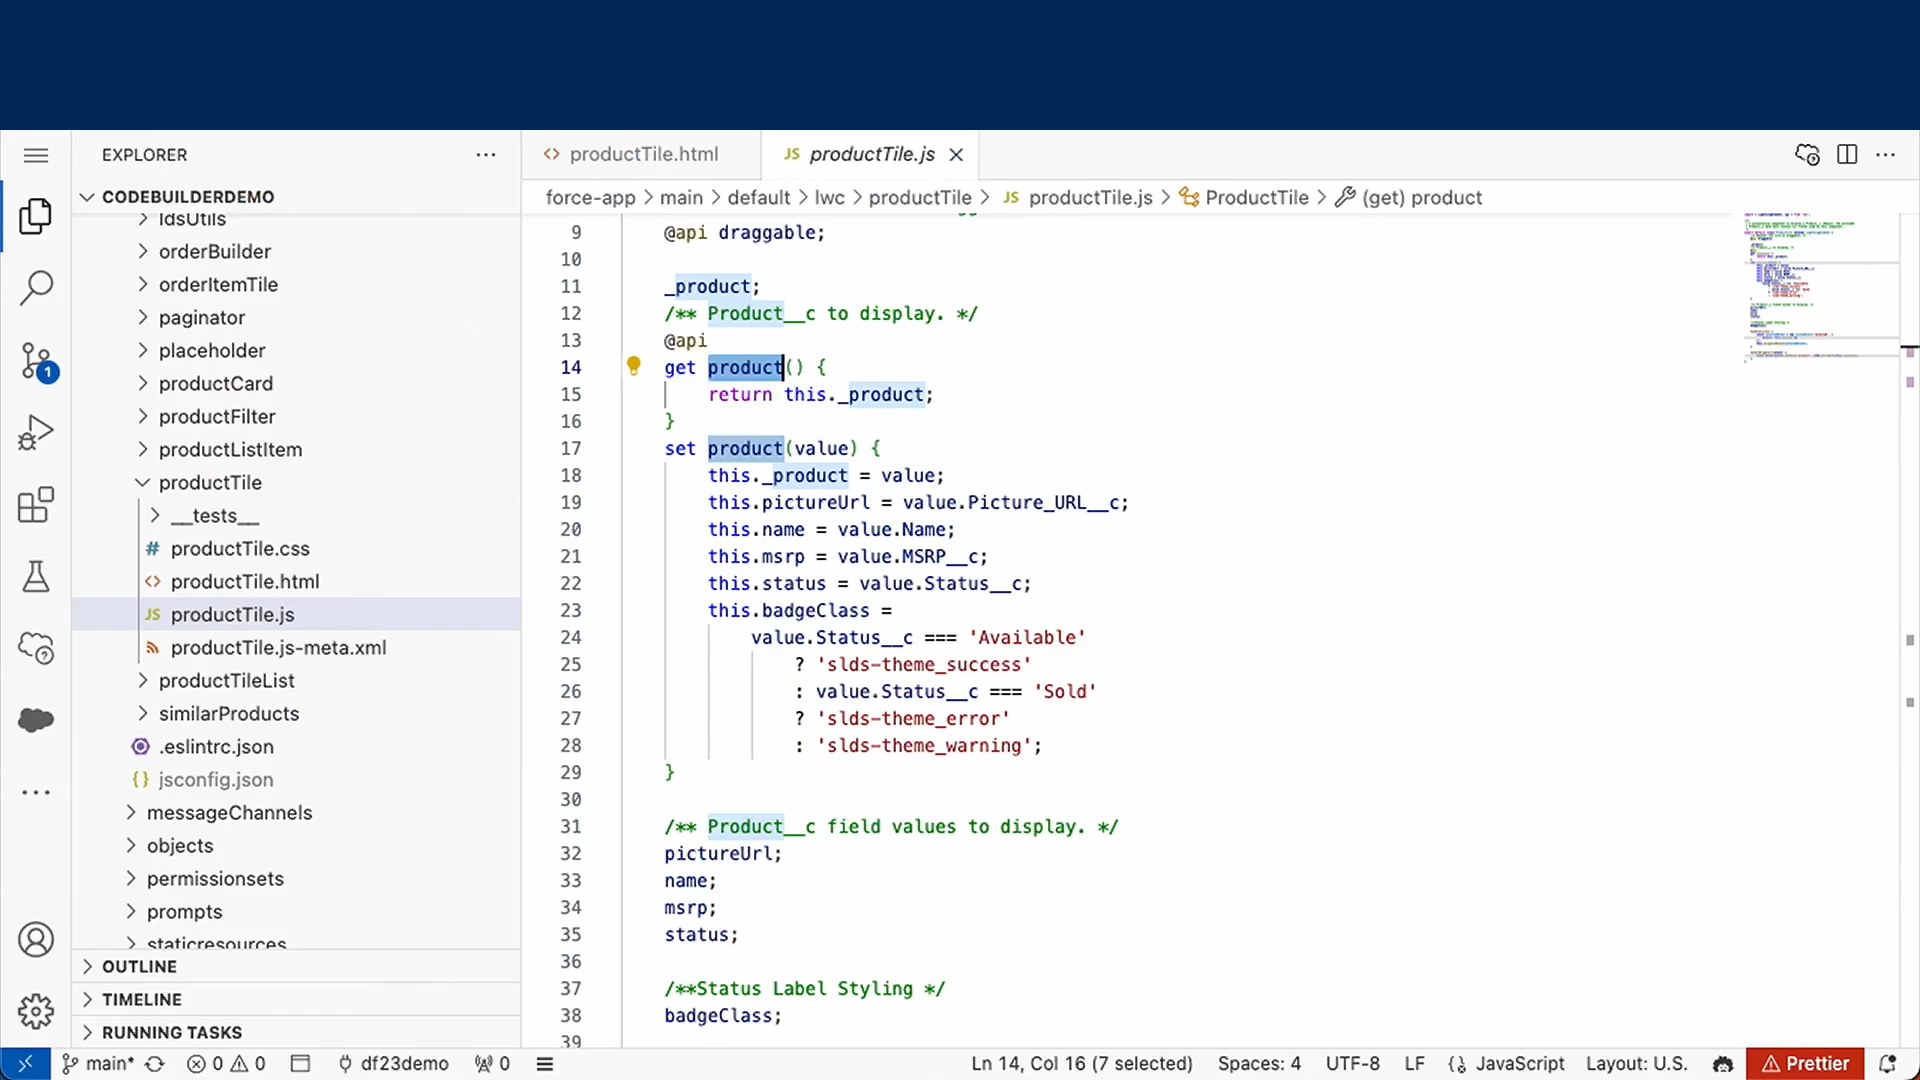 EXPLORER
CODEBUILDERDEMO
ldsUtils
orderBuilder
orderItemTile
paginator
placeholder
productCard
productFilter
productListItem
productTile
__tests__
# productTile.css
<> productTile.html
JS productTile.js
productTile.js-meta.xml
productTileList
similarProducts
.eslintrc.json
{} jsconfig.json
messageChannels
objects
permissionsets
prompts
staticresources
OUTLINE
TIMELINE
RUNNING TASKS
1
<> productTile.html
JS productTile.js
force-app > main > default > lwc > productTile > JS productTile.js > ProductTile > (get) product
9 @api draggable;
10
11 _product;
12 /** Product__c to display. */
13 @api
14 get product() {
15 return this._product;
16 }
17 set product(value) {
18 this._product = value;
19 this.pictureUrl = value.Picture_URL__c;
20 this.name = value.Name;
21 this.msrp = value.MSRP__c;
22 this.status = value.Status__c;
23 this.badgeClass =
24 value.Status__c === 'Available'
25 ? 'slds-theme_success'
26 : value.Status__c === 'Sold'
27 ? 'slds-theme_error'
28 : 'slds-theme_warning';
29 }
30
31 /** Product__c field values to display. */
32 pictureUrl;
33 name;
34 msrp;
35 status;
36
37 /**Status Label Styling */
38 badgeClass;
39
main* 0 0 df23demo 0 Ln 14, Col 16 (7 selected) Spaces: 4 UTF-8 LF {} JavaScript Layout: U.S. Prettier